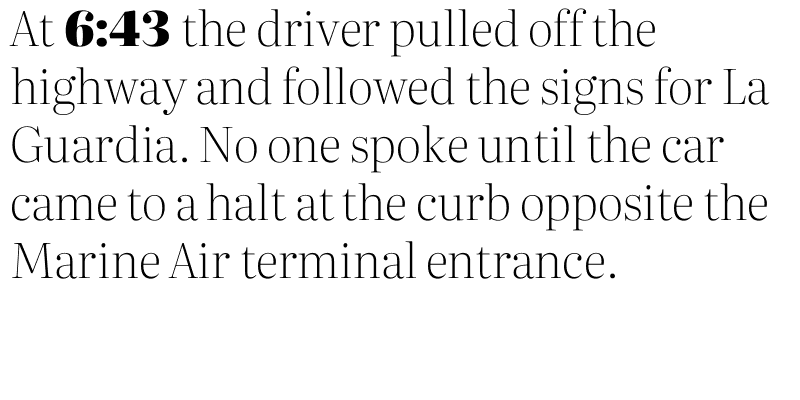 At 6:43 the driver pulled off the
highway and followed the signs for La
Guardia. No one spoke until the car
came to a halt at the curb opposite the
Marine Air terminal entrance.